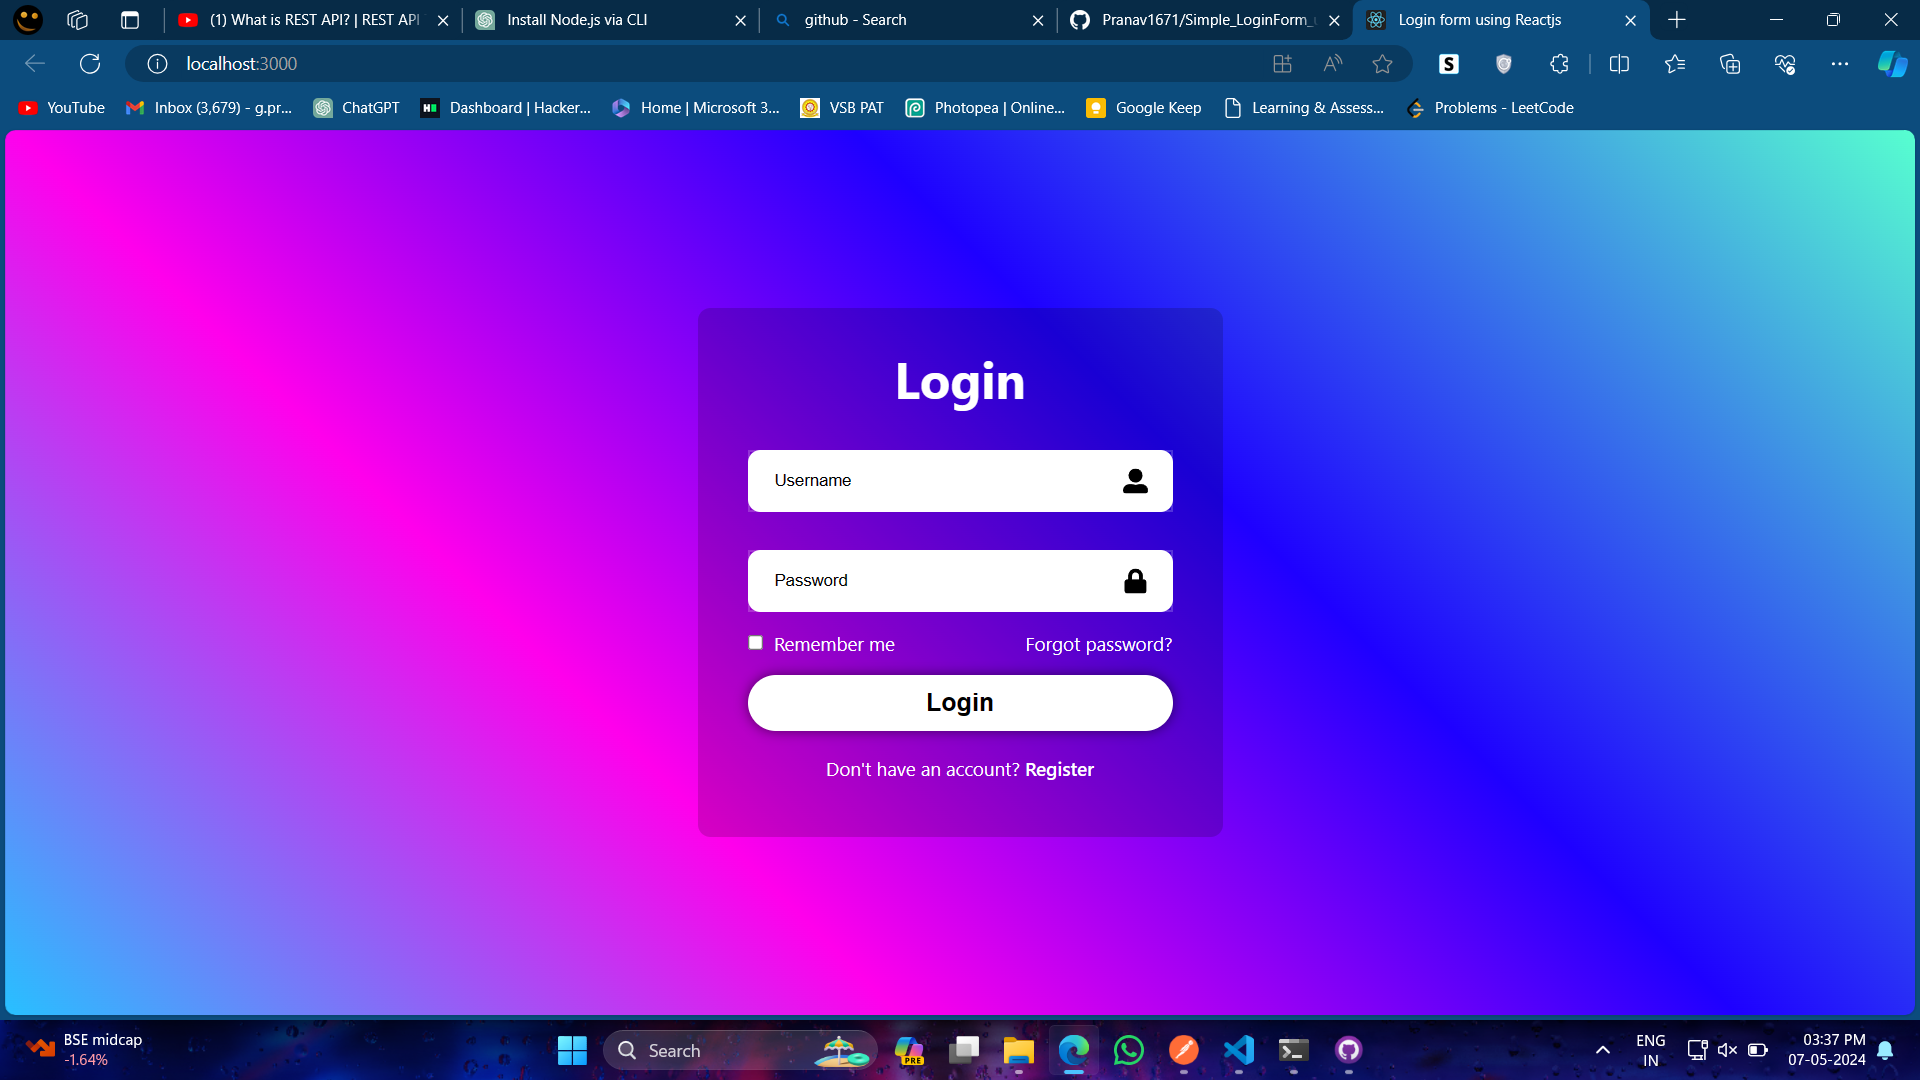 (1) What is REST API? | REST API
Install Node.js via CLI
github - Search
Pranav1671/Simple_LoginForm_u
Login form using Reactjs
localhost:3000
YouTube
Inbox (3,679) - g.pr...
ChatGPT
Dashboard | Hacker...
Home | Microsoft 3...
VSB PAT
Photopea | Online...
Google Keep
Learning & Assess...
Problems - LeetCode
Login
Username
Password
Remember me Forgot password?
Login
Don't have an account? Register
BSE midcap
-1.64%
Search
PRE
ENG
IN
03:37 PM
07-05-2024